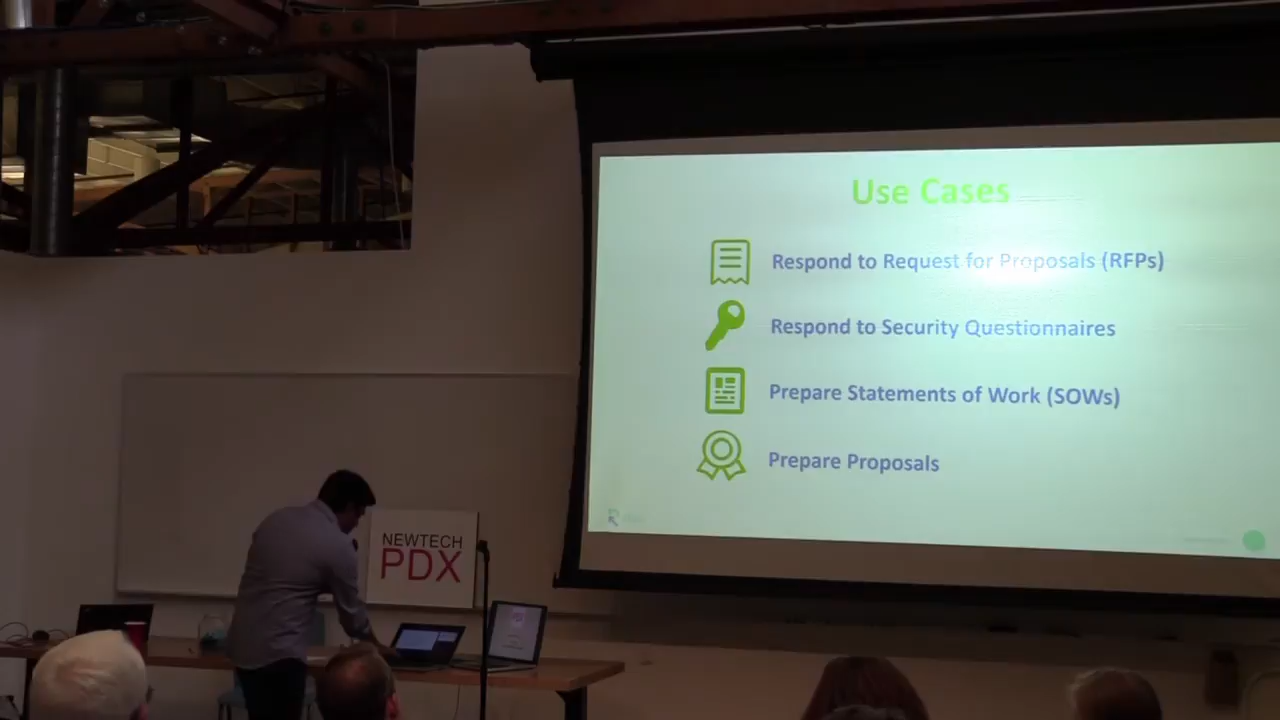 Use Cases
Respond to Request for Proposals (RFPs)
Respond to Security Questionnaires
Prepare Statements of Work (SOWs)
Prepare Proposals
NEWTECH
PDX